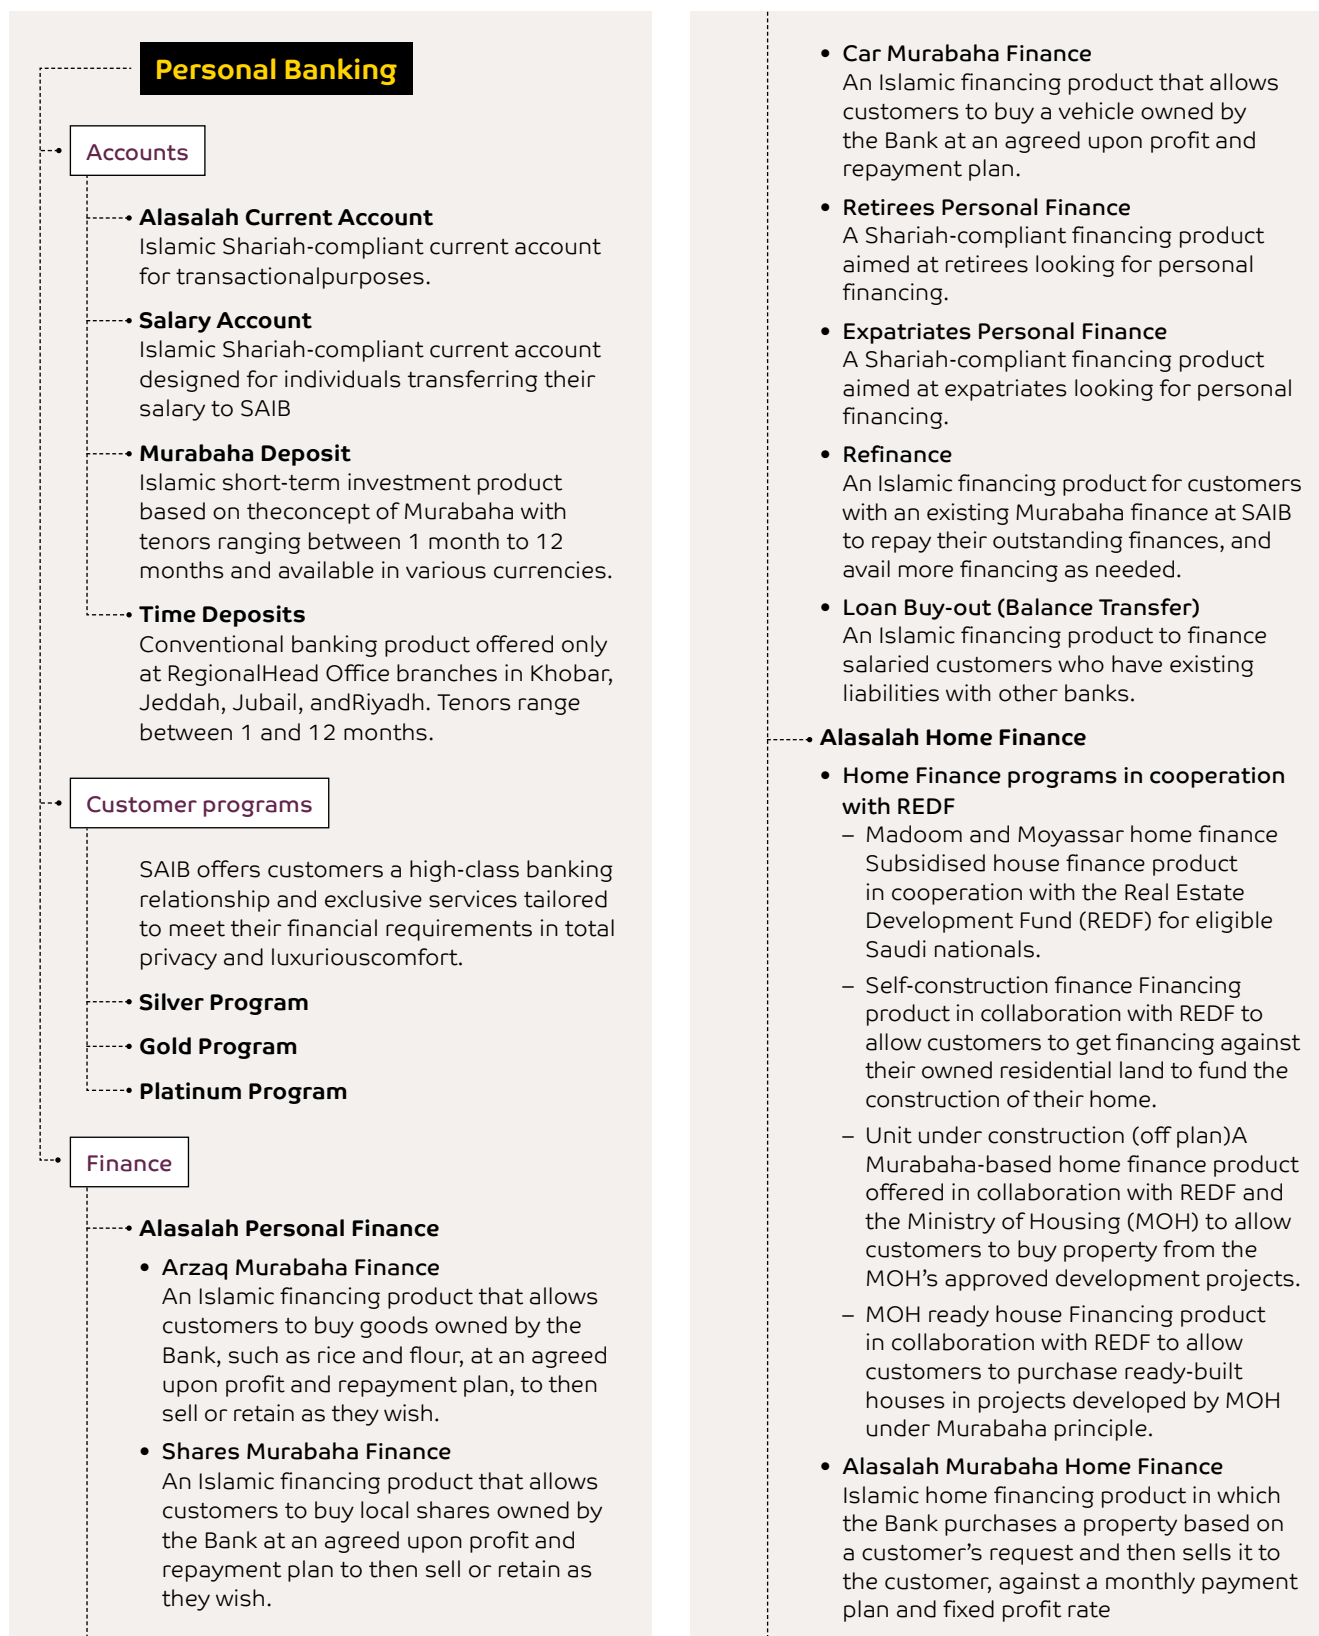 Personal Banking
Accounts
• Alasalah Current Account
Islamic Shariah-compliant current account
for transactionalpurposes.
• Salary Account
Islamic Shariah-compliant current account
designed for individuals transferring their
salary to SAIB
• Murabaha Deposit
Islamic short-term investment product
based on theconcept of Murabaha with
tenors ranging between 1 month to 12
months and available in various currencies.
• Time Deposits
Conventional banking product offered only
at RegionalHead Office branches in Khobar,
Jeddah, Jubail, andRiyadh. Tenors range
between 1 and 12 months.
Customer programs
SAIB offers customers a high-class banking
relationship and exclusive services tailored
to meet their financial requirements in total
privacy and luxuriouscomfort.
• Silver Program
• Gold Program
• Platinum Program
Finance
• Alasalah Personal Finance
• Arzaq Murabaha Finance
An Islamic financing product that allows
customers to buy goods owned by the
Bank, such as rice and flour, at an agreed
upon profit and repayment plan, to then
sell or retain as they wish.
• Shares Murabaha Finance
An Islamic financing product that allows
customers to buy local shares owned by
the Bank at an agreed upon profit and
repayment plan to then sell or retain as
they wish.
• Car Murabaha Finance
An Islamic financing product that allows
customers to buy a vehicle owned by
the Bank at an agreed upon profit and
repayment plan.
• Retirees Personal Finance
A Shariah-compliant financing product
aimed at retirees looking for personal
financing.
• Expatriates Personal Finance
A Shariah-compliant financing product
aimed at expatriates looking for personal
financing.
• Refinance
An Islamic financing product for customers
with an existing Murabaha finance at SAIB
to repay their outstanding finances, and
avail more financing as needed.
• Loan Buy-out (Balance Transfer)
An Islamic financing product to finance
salaried customers who have existing
liabilities with other banks.
• Alasalah Home Finance
• Home Finance programs in cooperation
with REDF
– Madoom and Moyassar home finance
Subsidised house finance product
in cooperation with the Real Estate
Development Fund (REDF) for eligible
Saudi nationals.
– Self-construction finance Financing
product in collaboration with REDF to
allow customers to get financing against
their owned residential land to fund the
construction of their home.
– Unit under construction (off plan)A
Murabaha-based home finance product
offered in collaboration with REDF and
the Ministry of Housing (MOH) to allow
customers to buy property from the
MOH’s approved development projects.
– MOH ready house Financing product
in collaboration with REDF to allow
customers to purchase ready-built
houses in projects developed by MOH
under Murabaha principle.
• Alasalah Murabaha Home Finance
Islamic home financing product in which
the Bank purchases a property based on
a customer’s request and then sells it to
the customer, against a monthly payment
plan and fixed profit rate